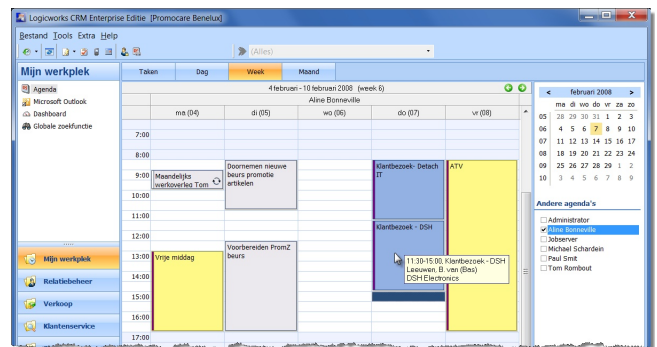 Logicworks CRM Enterprise Editie [Promocare Benelux]
Bestand Tools Extra Help
(Alles)
Mijn werkplek
Agenda
Microsoft Outlook
Dashboard
Globale zoekfunctie
Mijn werkplek
Relatiebeheer
Verkoop
Klantenservice
Taken Dag Week Maand
4 februari - 10 februari 2008 (week 6)
Aline Bonneville
ma (04) di (05) wo (06) do (07) vr (08)
7:00
8:00
9:00
10:00
11:00
12:00
13:00
14:00
15:00
16:00
17:00
Maandelijks
werkoverleg Tom
Vrije middag
Doornemen nieuwe
beurs promotie
artikelen
Voorbereiden PromZ
beurs
Klantbezoek- Detach
IT
Klantbezoek - DSH
11:30-15:00, Klantbezoek - DSH
Leeuwen, B. van (Bas)
DSH Electronics
ATV
< februari 2008 >
ma di wo do vr za zo
05 28 29 30 31 1 2 3
06 4 5 6 7 8 9 10
07 11 12 13 14 15 16 17
08 18 19 20 21 22 23 24
09 25 26 27 28 29 1 2
10 3 4 5 6 7 8 9
Andere agenda's
Administrator
Aline Bonneville
Jobserver
Michael Schardein
Paul Smit
Tom Rombout